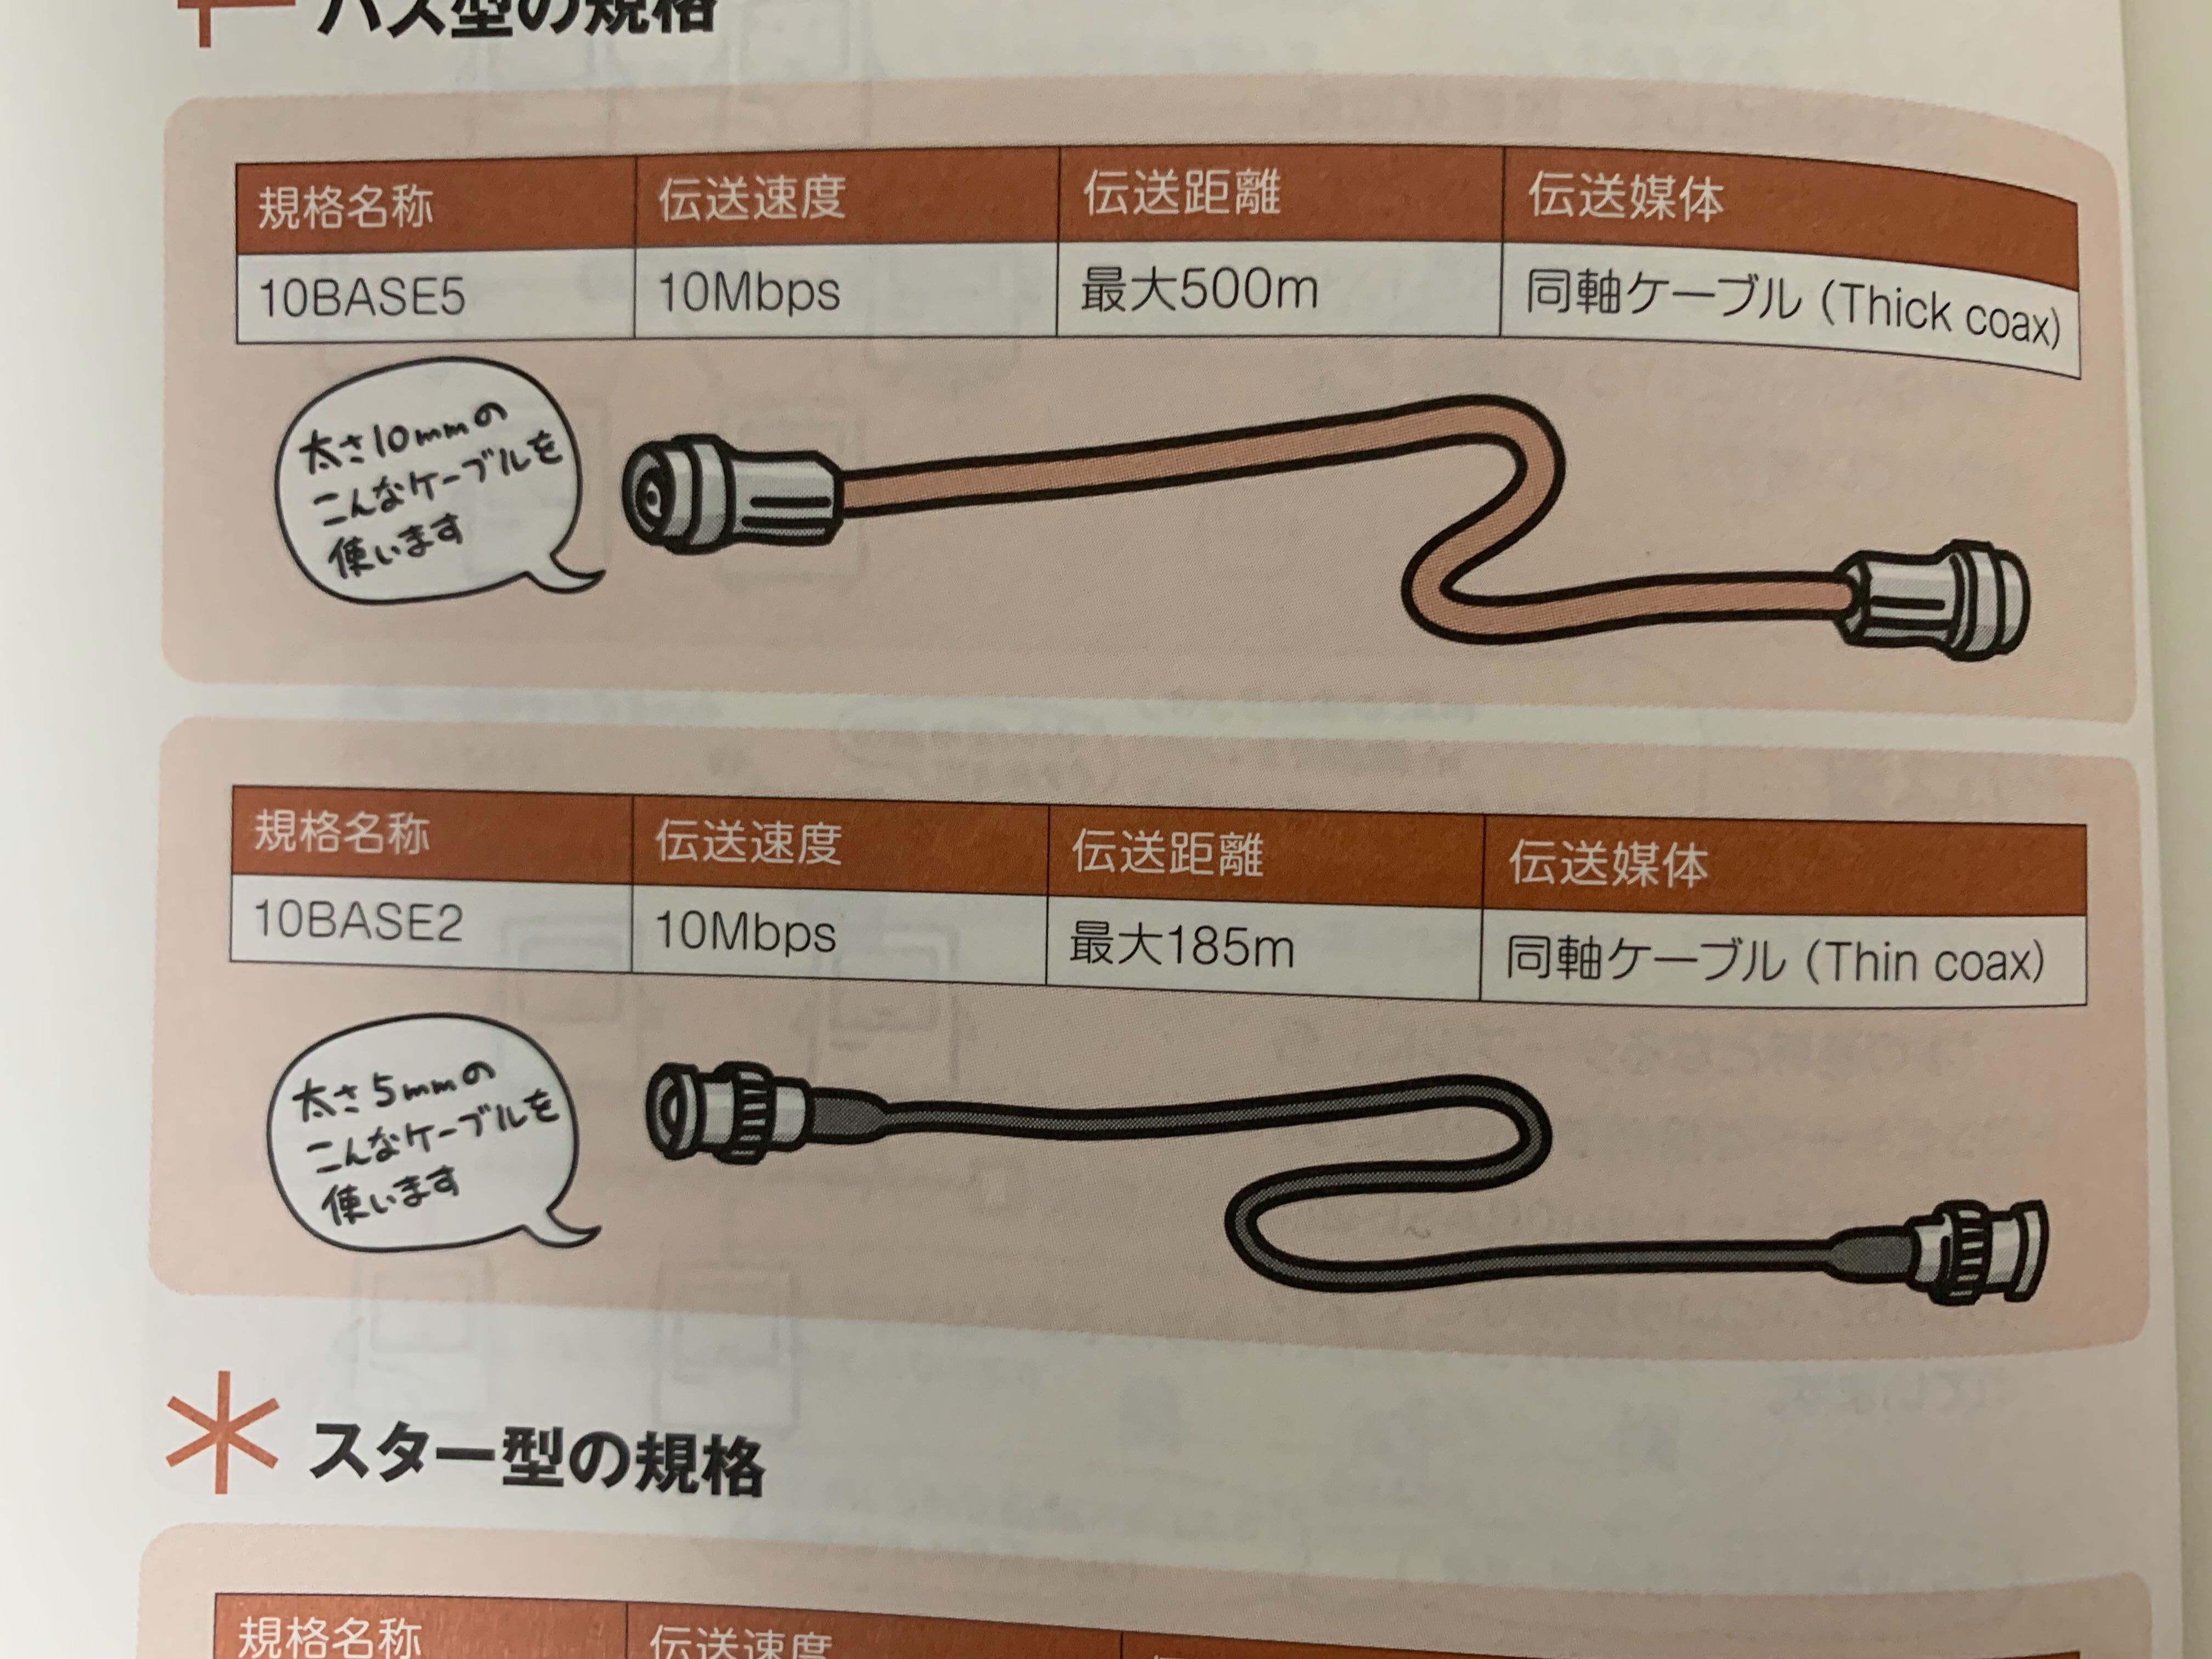 バス型の規格
規格名称 伝送速度 伝送距離 伝送媒体
10BASE5 10Mbps 最大500m 同軸ケーブル (Thick coax)
太さ10mmの
こんなケーブルを
使います
規格名称 伝送速度 伝送距離 伝送媒体
10BASE2 10Mbps 最大185m 同軸ケーブル (Thin coax)
太さ5mmの
こんなケーブルを
使います
スター型の規格
規格名称 伝送速度